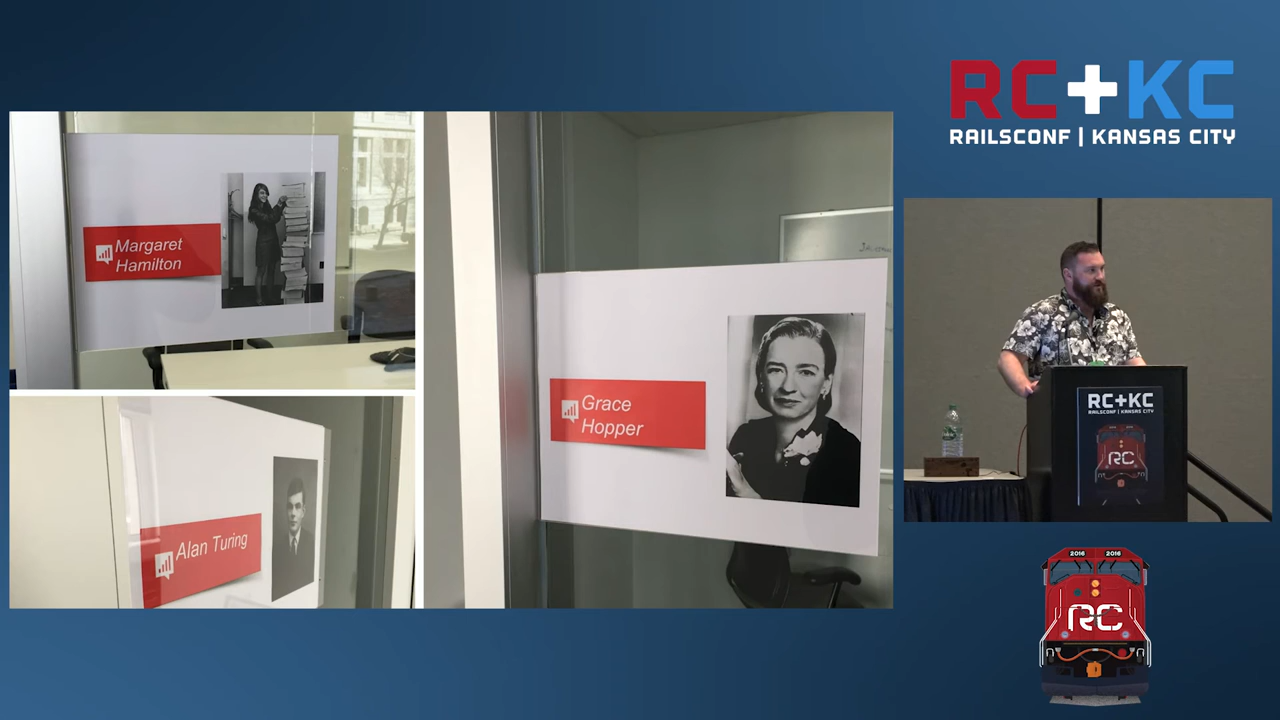 Margaret
Hamilton
Alan Turing
Grace
Hopper
RC+KC
RAILSCONF | KANSAS CITY
RC+KC
RAILSCONF | KANSAS CITY
RC
2016 2016
RC